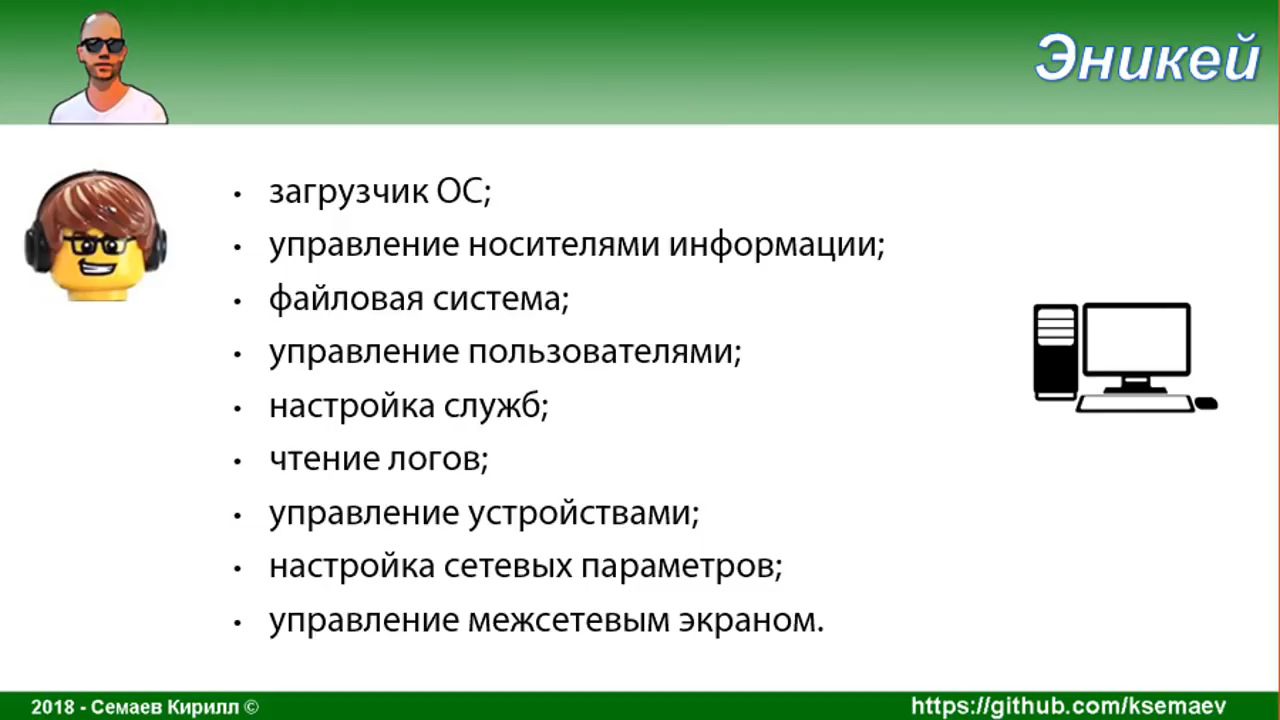 Эникей
• загрузчик ОС;
• управление носителями информации;
• файловая система;
• управление пользователями;
• настройка служб;
• чтение логов;
• управление устройствами;
• настройка сетевых параметров;
• управление межсетевым экраном.
2018 - Семаев Кирилл ©
https://github.com/ksemaev